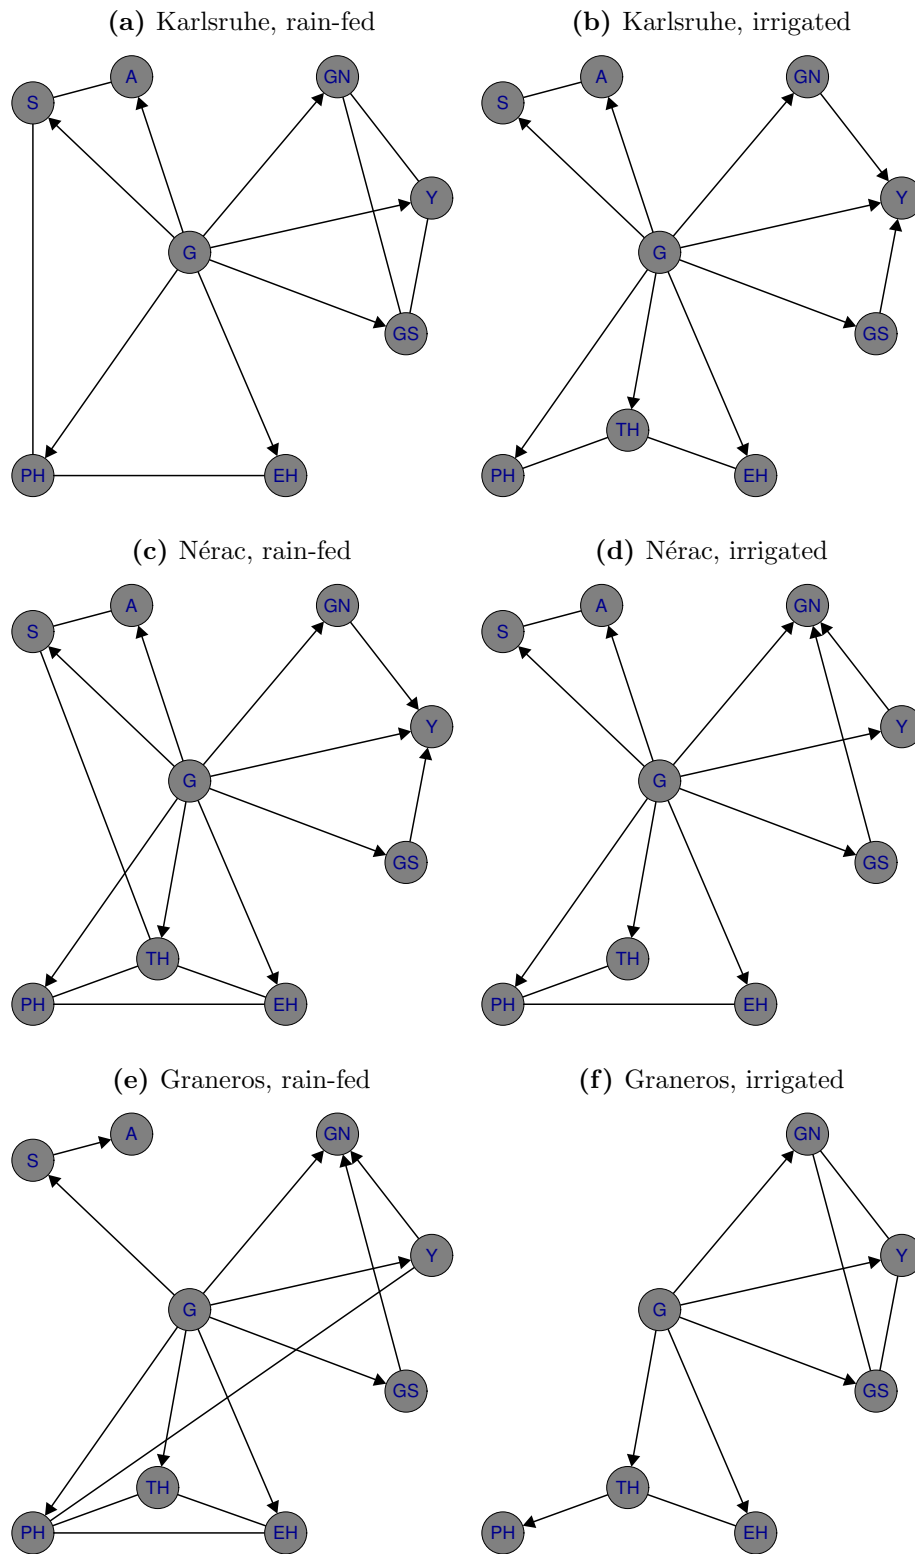 (a) Karlsruhe, rain-fed
(b) Karlsruhe, irrigated
A
GN
S
Y
G
GS
PH
EH
A
GN
S
Y
G
GS
TH
PH
EH
(c) Nérac, rain-fed
(d) Nérac, irrigated
A
GN
S
Y
G
GS
TH
PH
EH
A
GN
S
Y
G
GS
TH
PH
EH
(e) Graneros, rain-fed
(f) Graneros, irrigated
A
GN
S
Y
G
GS
TH
PH
EH
GN
Y
G
GS
TH
PH
EH